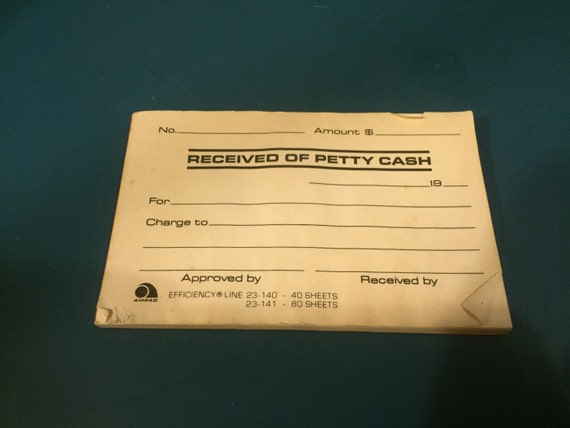 No. Amount $
RECEIVED OF PETTY CASH
19
For
Charge to
Approved by Received by
AMPAD EFFICIENCY® LINE 23-140 - 40 SHEETS
23-141 - 80 SHEETS